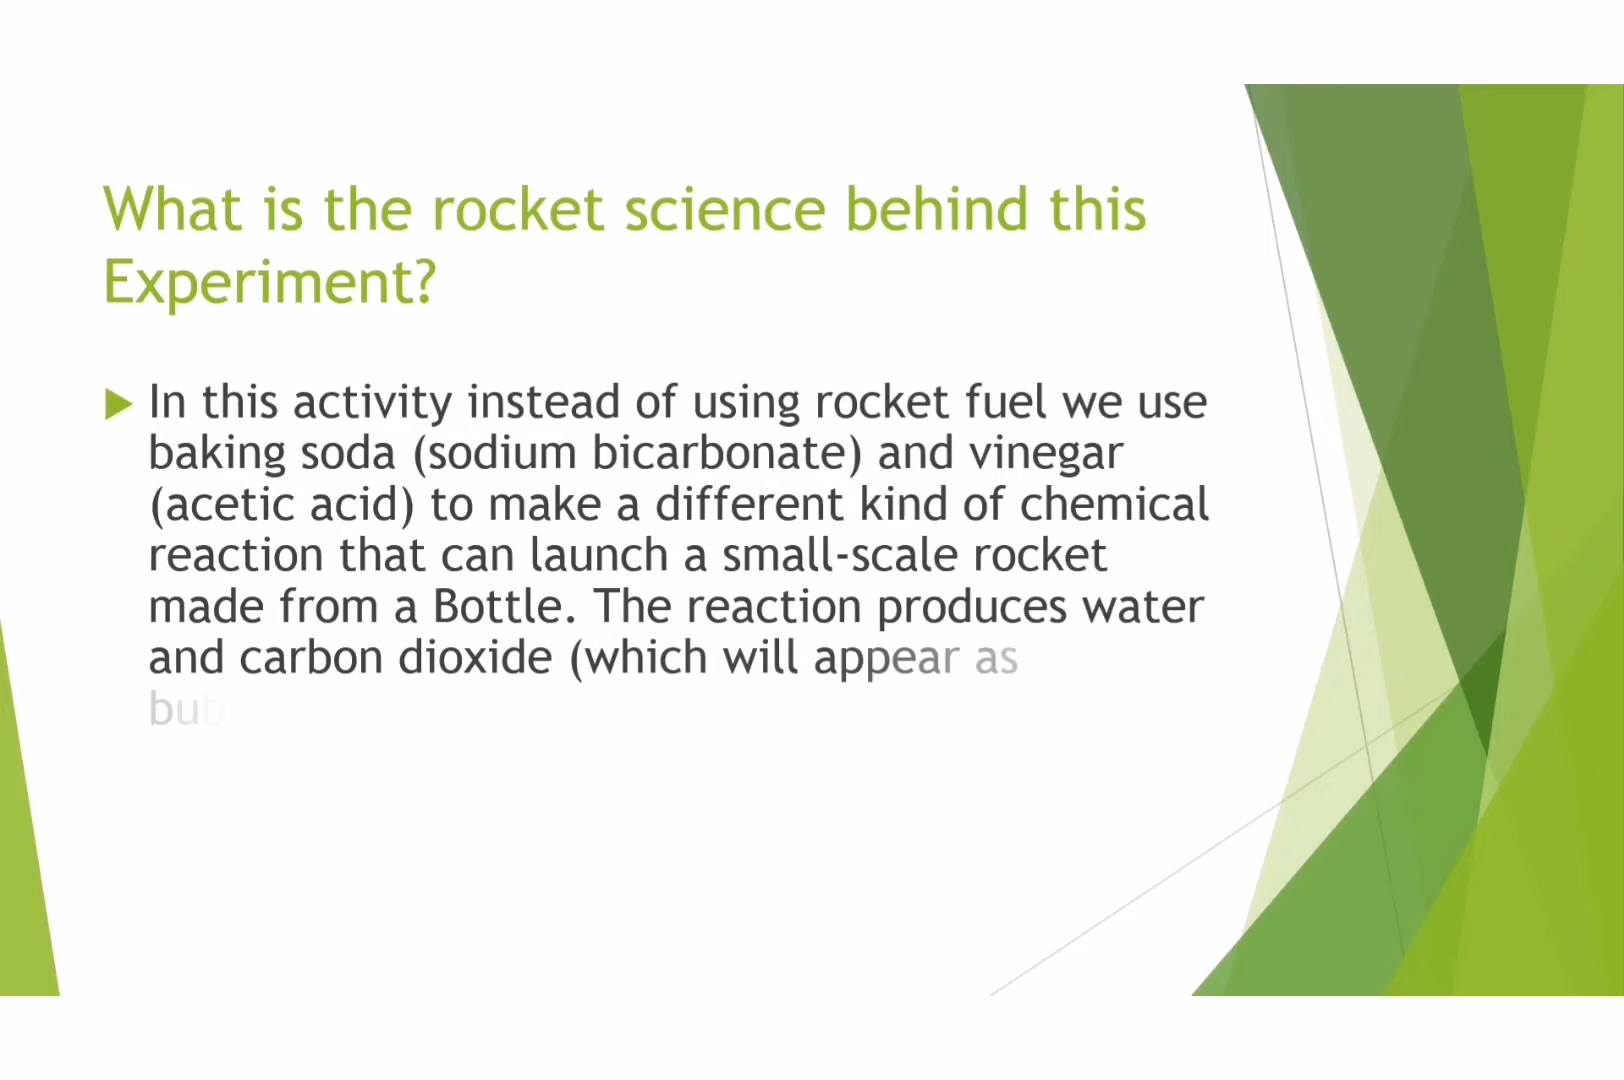 What is the rocket science behind this
Experiment?
In this activity instead of using rocket fuel we use
baking soda (sodium bicarbonate) and vinegar
(acetic acid) to make a different kind of chemical
reaction that can launch a small-scale rocket
made from a Bottle. The reaction produces water
and carbon dioxide (which will appear as
bub